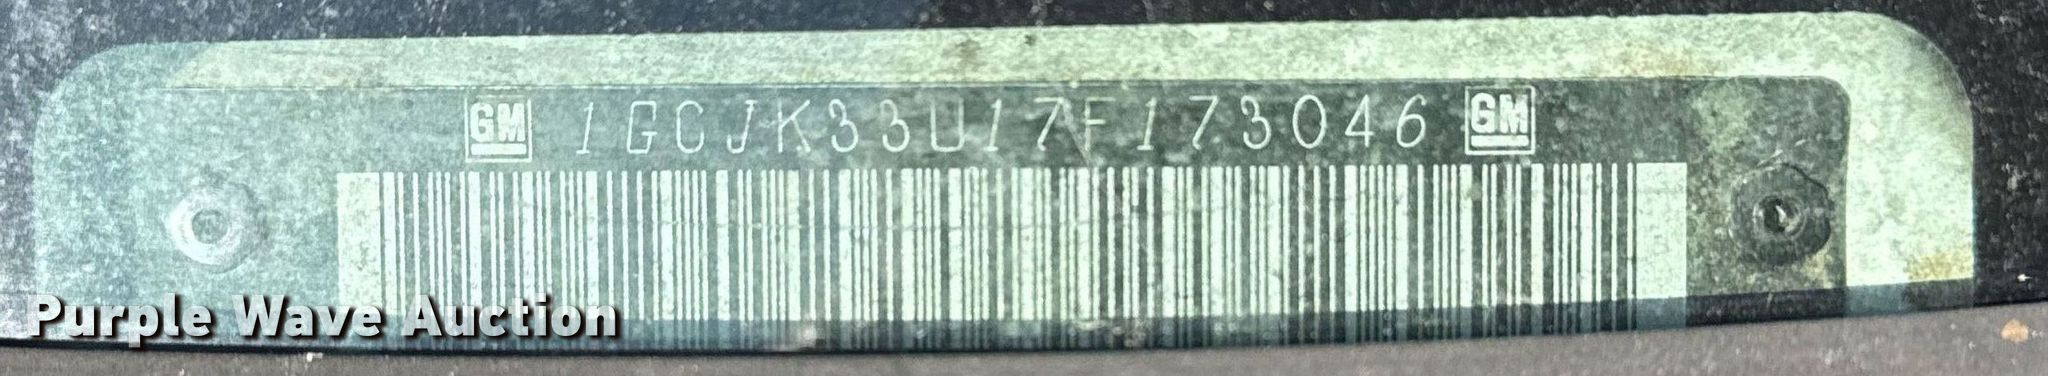 GM 1GCJK33U17F173046 GM
Purple Wave Auction